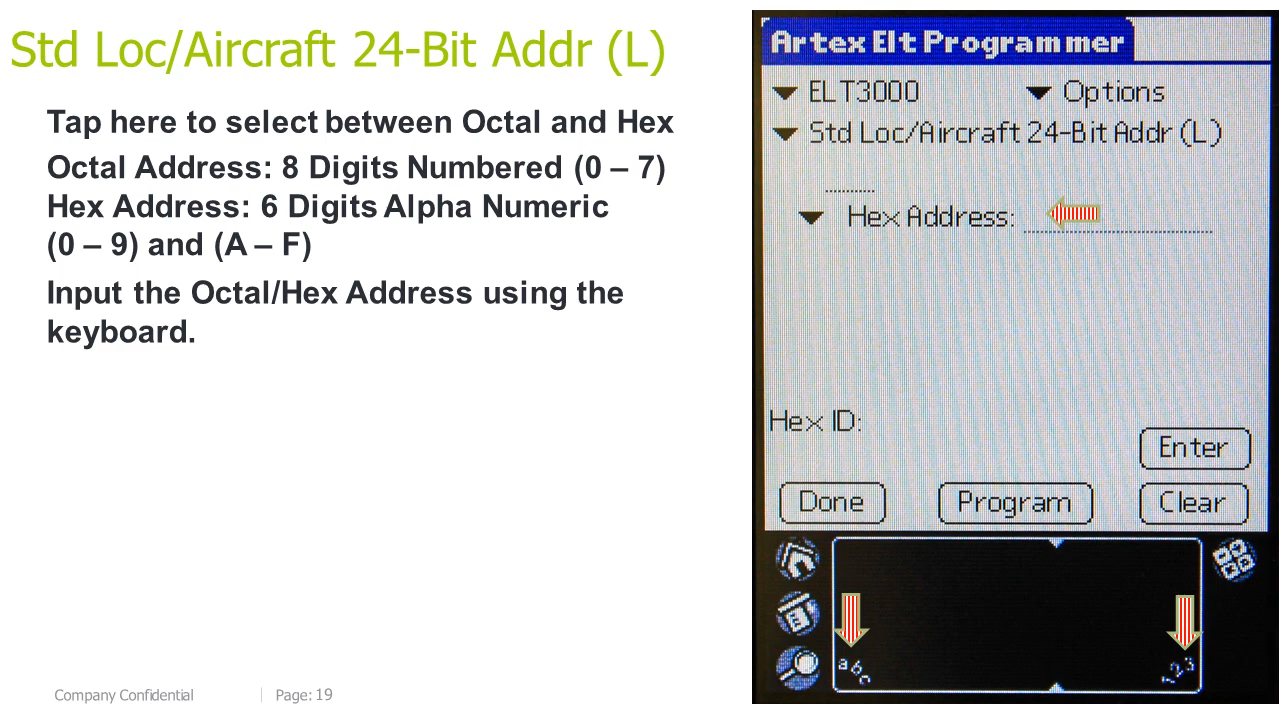 Std Loc/Aircraft 24-Bit Addr (L)
Tap here to select between Octal and Hex
Octal Address: 8 Digits Numbered (0 – 7)
Hex Address: 6 Digits Alpha Numeric
(0 – 9) and (A – F)
Input the Octal/Hex Address using the
keyboard.
Company Confidential
Page: 19
Artex Elt Programmer
ELT3000
Options
Std Loc/Aircraft 24-Bit Addr (L)
Hex Address:
Hex ID:
Enter
Done
Program
Clear
abc
123